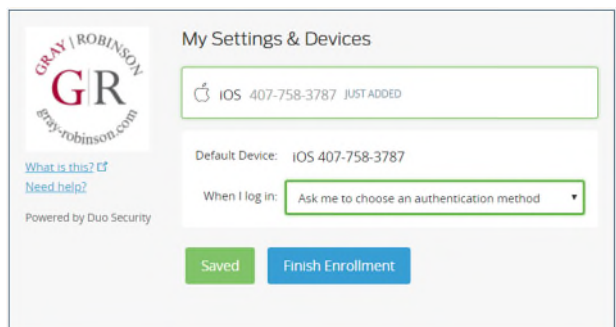 GRAY | ROBINSON
G|R
gray-robinson.com
What is this?
Need help?
Powered by Duo Security
My Settings & Devices
iOS 407-758-3787 JUST ADDED
Default Device: iOS 407-758-3787
When I log in: Ask me to choose an authentication method
Saved Finish Enrollment